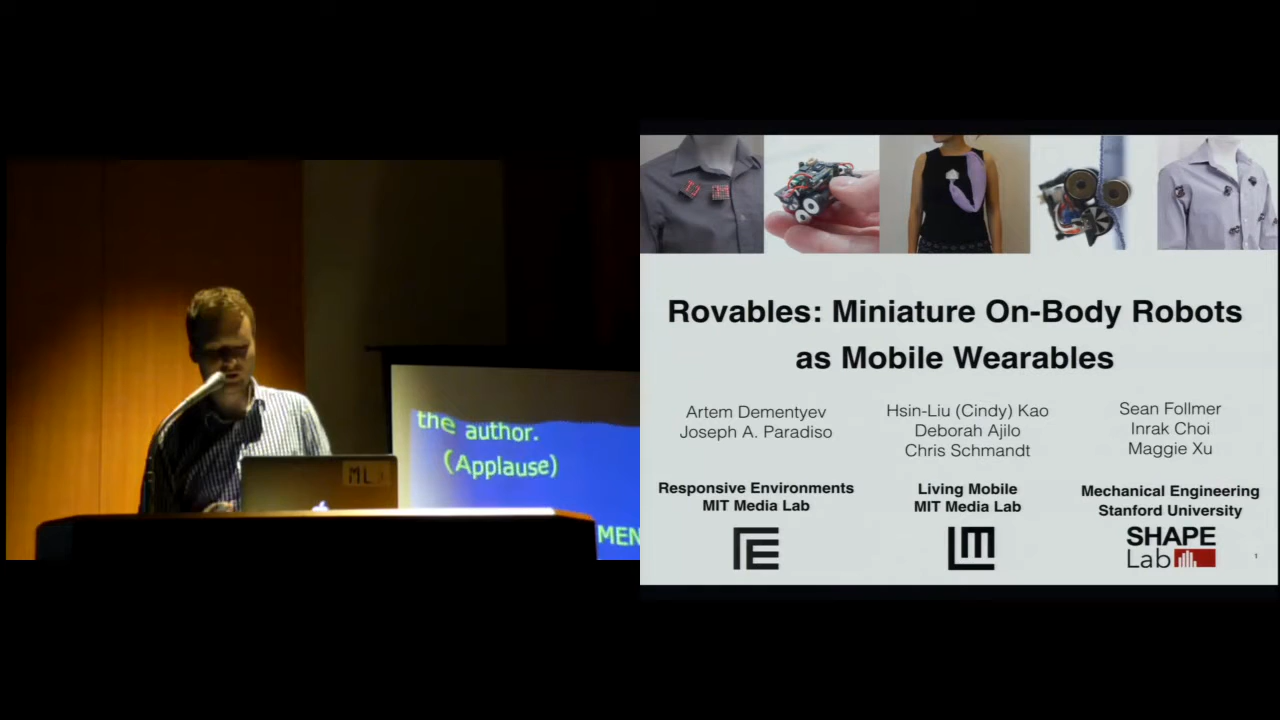 the author.
(Applause)
MEN
ML
Rovables: Miniature On-Body Robots
as Mobile Wearables
Artem Dementyev
Joseph A. Paradiso
Hsin-Liu (Cindy) Kao
Deborah Ajilo
Chris Schmandt
Sean Follmer
Inrak Choi
Maggie Xu
Responsive Environments
MIT Media Lab
Living Mobile
MIT Media Lab
Mechanical Engineering
Stanford University
SHAPE
Lab
1